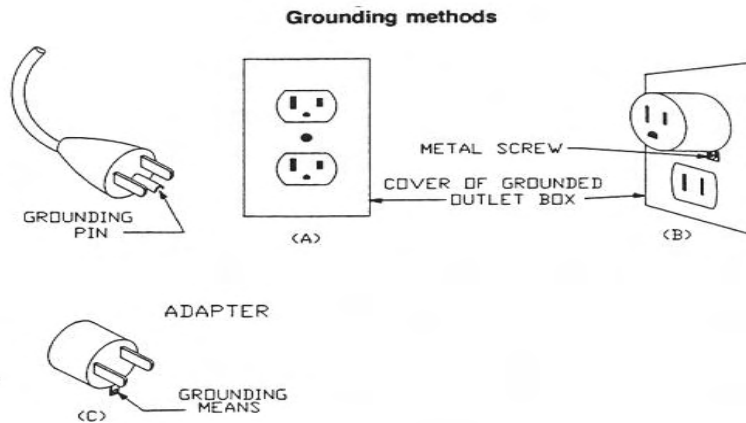 Grounding methods
GROUNDING
PIN
(A)
METAL SCREW
COVER OF GROUNDED
OUTLET BOX
(B)
ADAPTER
GROUNDING
MEANS
(C)